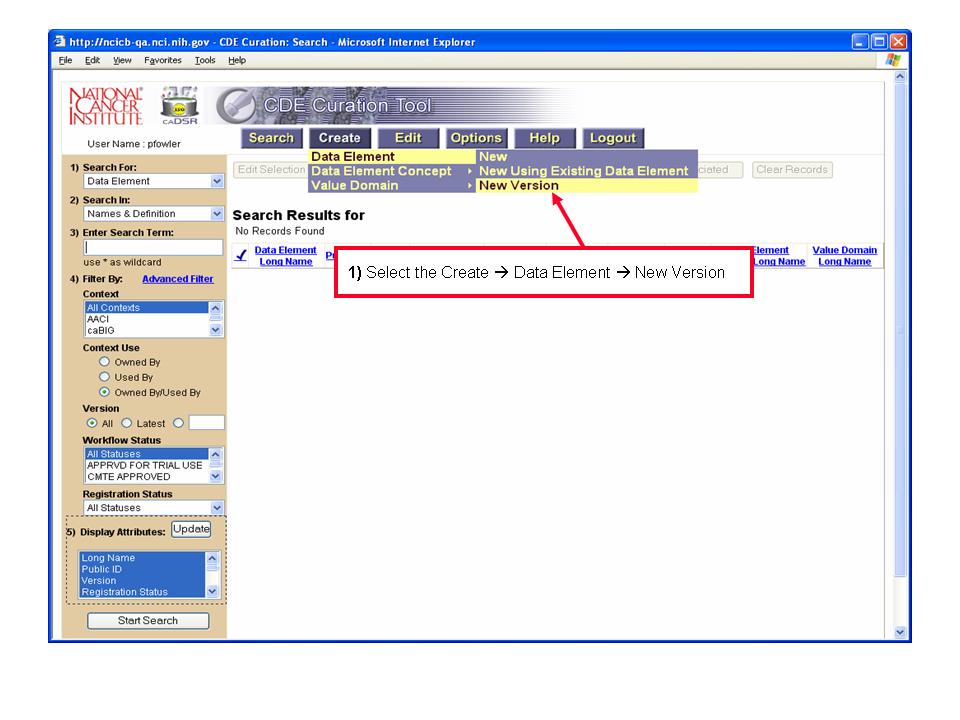 http://ncicb-qa.nci.nih.gov - CDE Curation: Search - Microsoft Internet Explorer
File Edit View Favorites Tools Help
NATIONAL CANCER INSTITUTE
caDSR
CDE Curation Tool
User Name : pfowler
Search Create Edit Options Help Logout
Data Element
Data Element Concept
Value Domain
New
New Using Existing Data Element
New Version
Edit Selection
ciated
Clear Records
1) Search For:
Data Element
2) Search In:
Names & Definition
3) Enter Search Term:
use * as wildcard
4) Filter By: Advanced Filter
Context
All Contexts
AACI
caBIG
Context Use
Owned By
Used By
Owned By/Used By
Version
All Latest
Workflow Status
All Statuses
APPRVD FOR TRIAL USE
CMTE APPROVED
Registration Status
All Statuses
5) Display Attributes: Update
Long Name
Public ID
Version
Registration Status
Start Search
Search Results for
No Records Found
Data Element Long Name
Element Long Name
Value Domain Long Name
1) Select the Create → Data Element → New Version